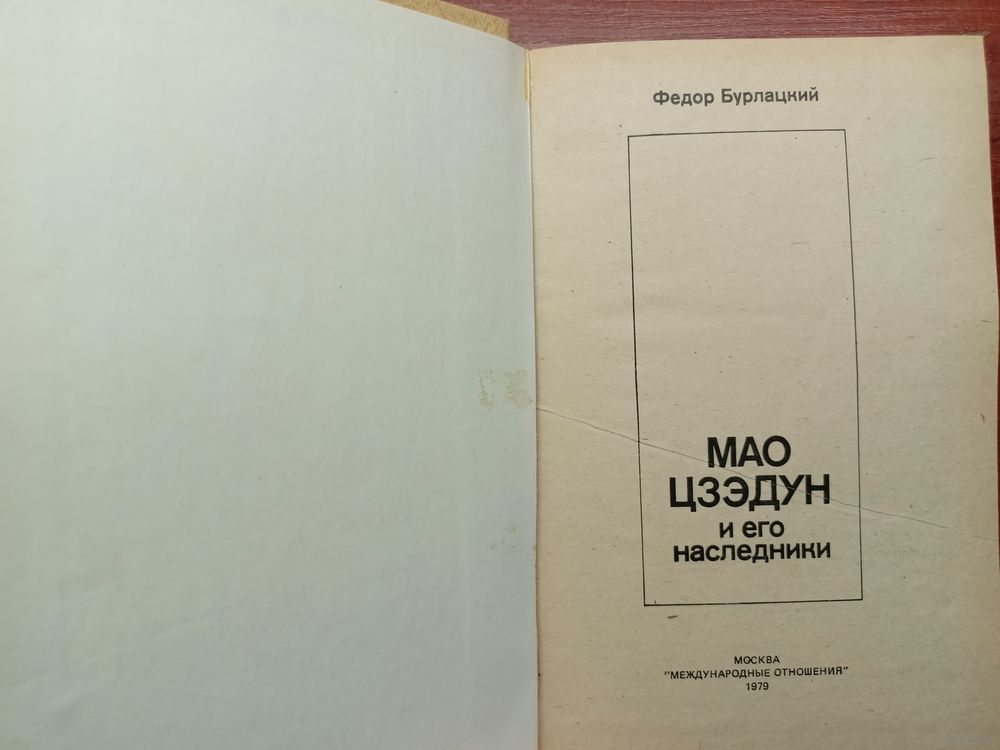 Федор Бурлацкий
МАО
ЦЗЭДУН
и его
наследники
МОСКВА
"МЕЖДУНАРОДНЫЕ ОТНОШЕНИЯ"
1979